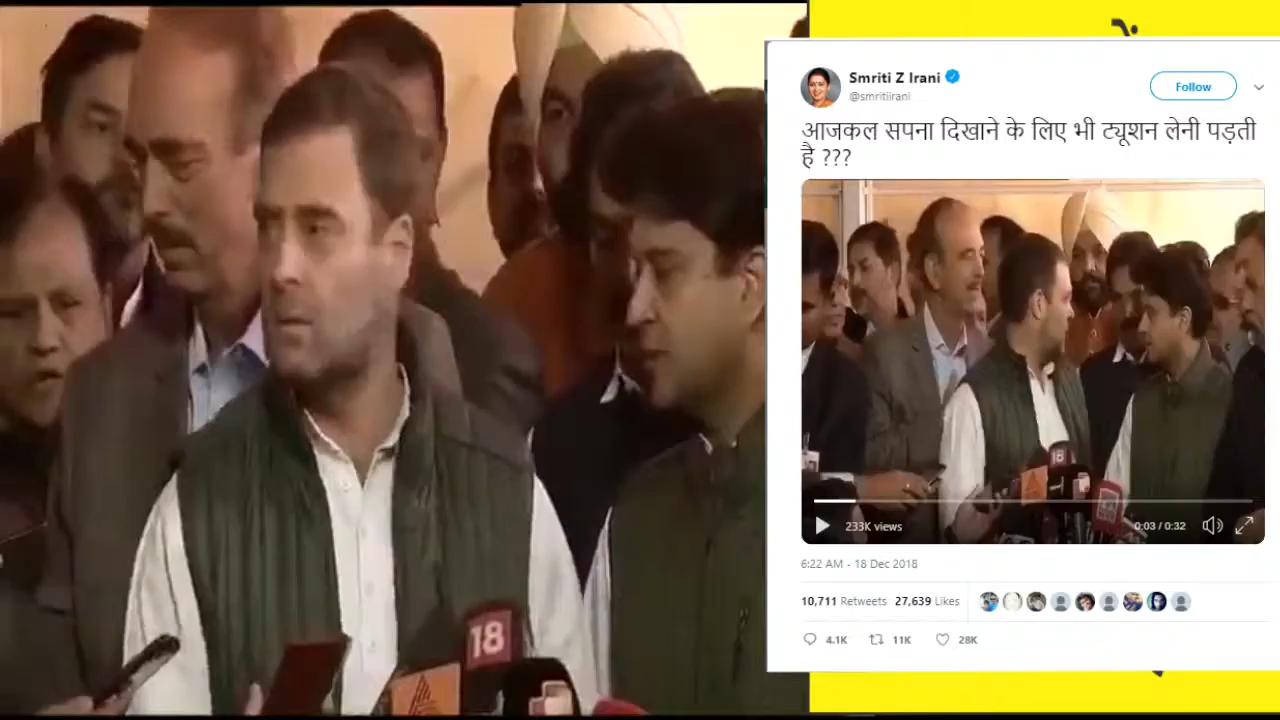 Smriti Z Irani
@smritiirani
Follow
आजकल सपना दिखाने के लिए भी ट्यूशन लेनी पड़ती
है ???
18
233K views
0:03 / 0:32
6:22 AM - 18 Dec 2018
10,711 Retweets 27,639 Likes
4.1K 11K 28K
18